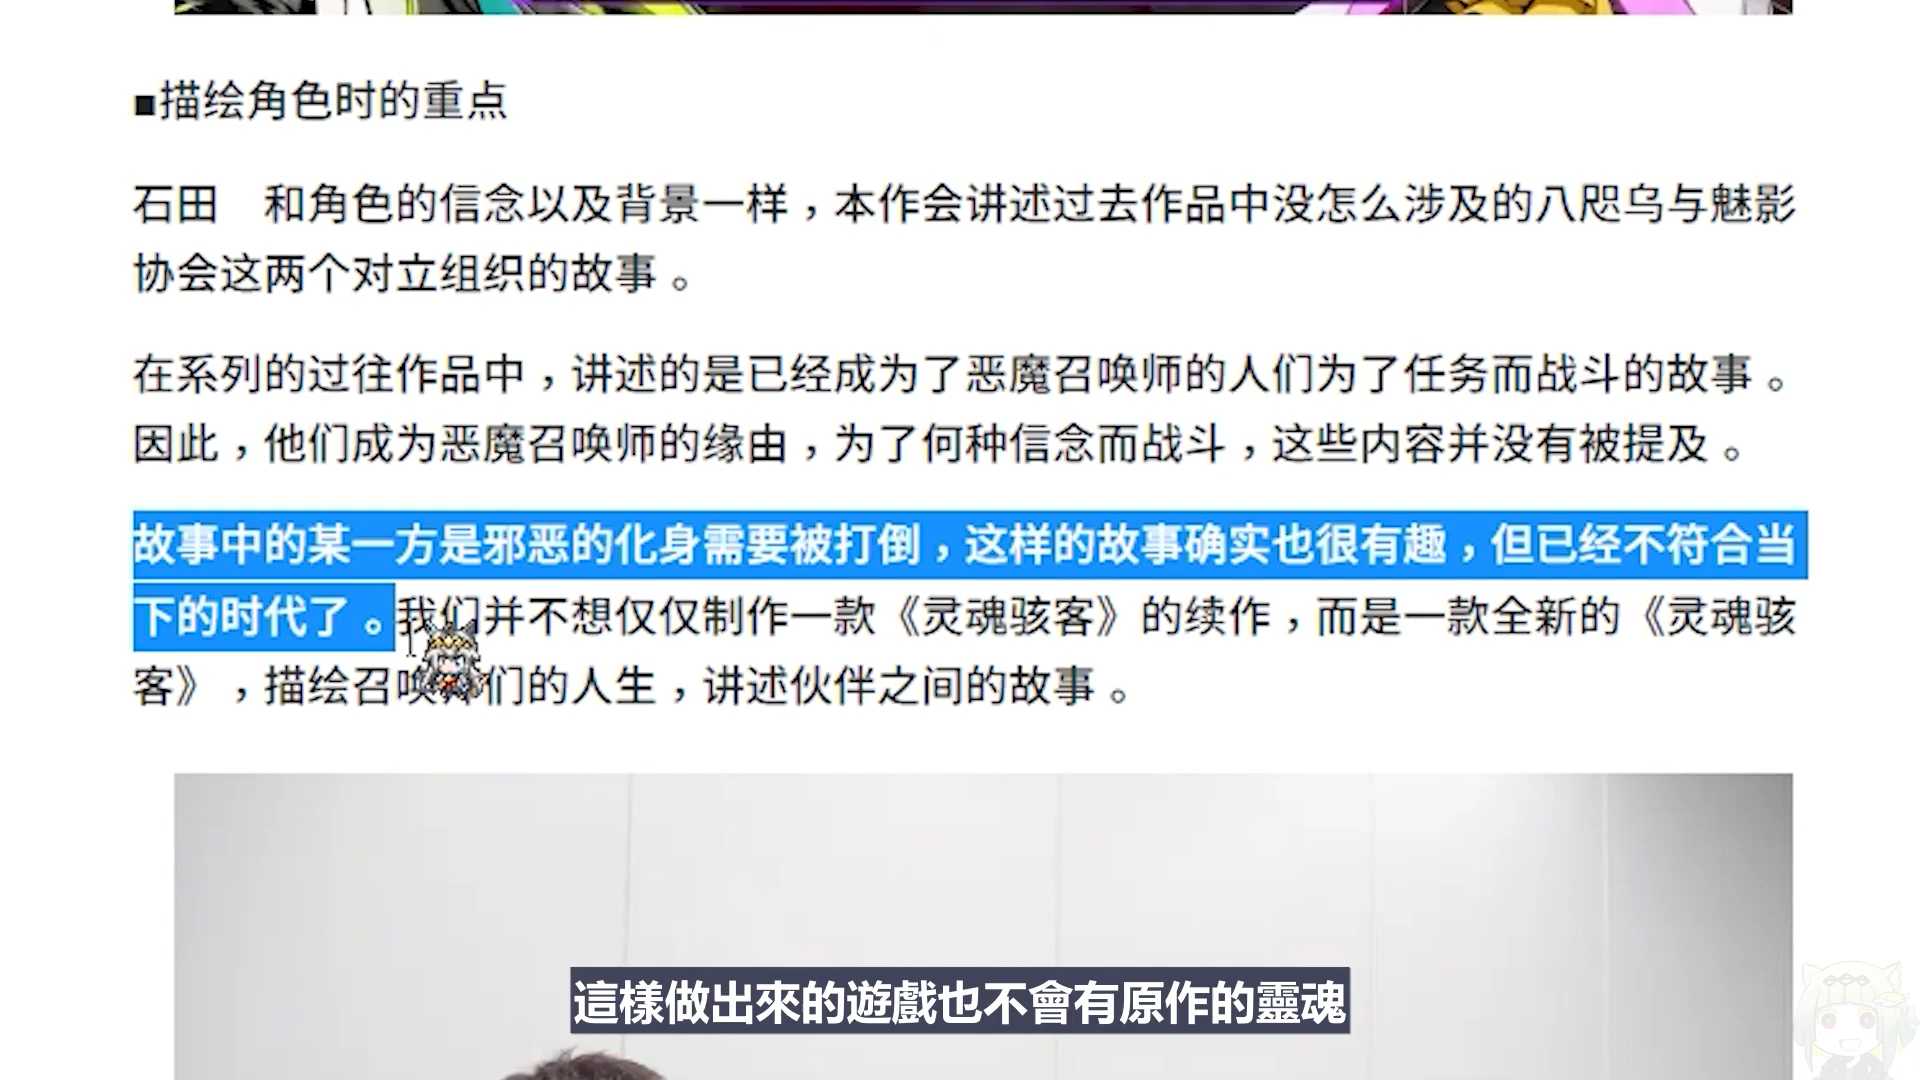 ■描绘角色时的重点
石田　和角色的信念以及背景一样，本作会讲述过去作品中没怎么涉及的八咫乌与魅影
协会这两个对立组织的故事。
在系列的过往作品中，讲述的是已经成为了恶魔召唤师的人们为了任务而战斗的故事。
因此，他们成为恶魔召唤师的缘由，为了何种信念而战斗，这些内容并没有被提及。
故事中的某一方是邪恶的化身需要被打倒，这样的故事确实也很有趣，但已经不符合当
下的时代了。我们并不想仅仅制作一款《灵魂骇客》的续作，而是一款全新的《灵魂骇
客》，描绘召唤师们的人生，讲述伙伴之间的故事。
這樣做出來的遊戲也不會有原作的靈魂